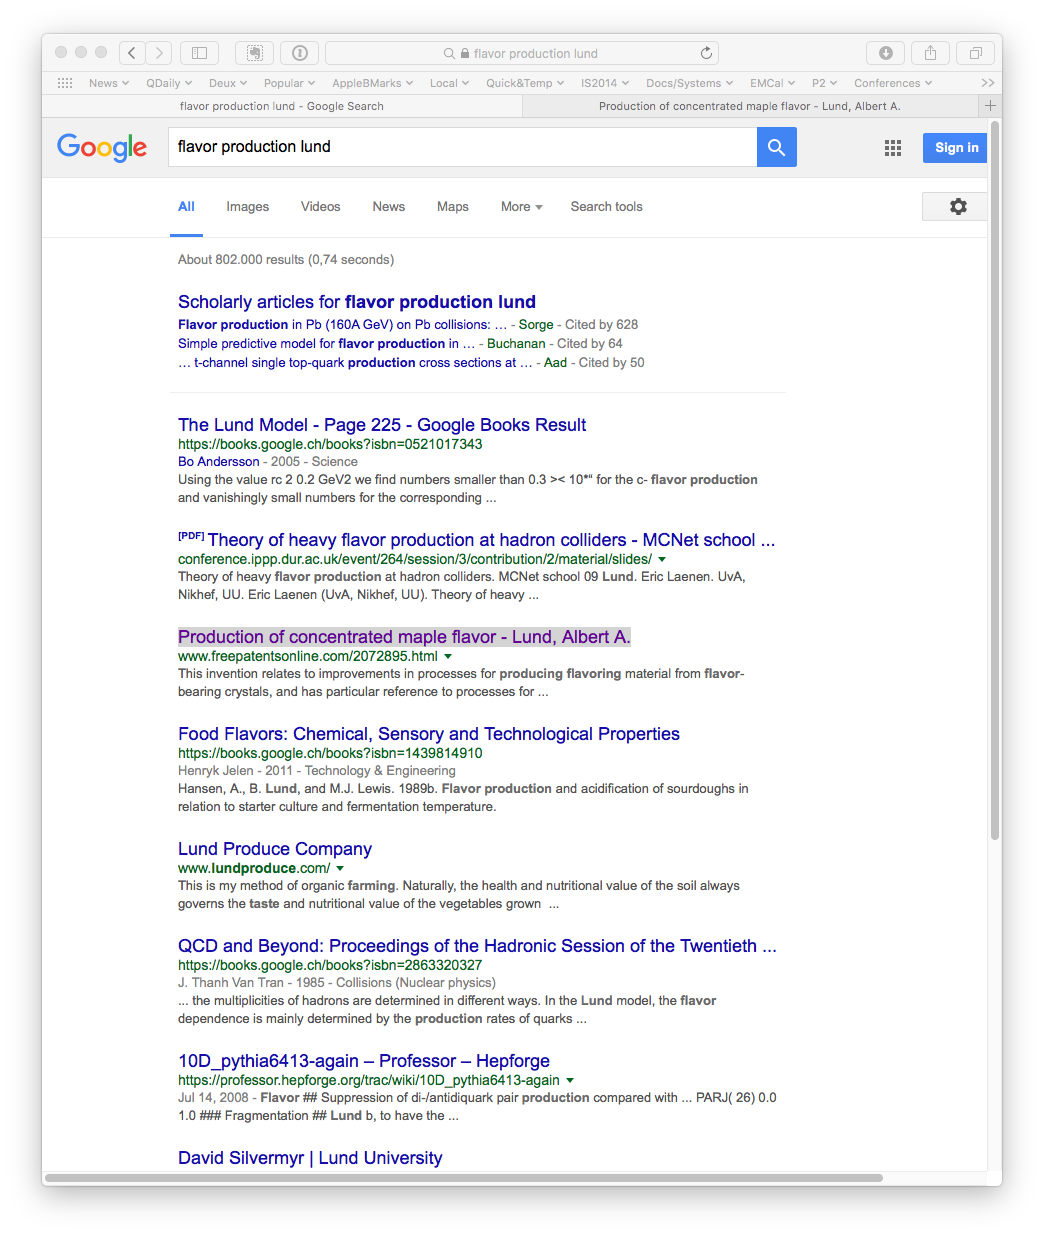 flavor production lund
News QDaily Deux Popular AppleBMarks Local Quick&Temp IS2014 Docs/Systems EMCal P2 Conferences >>
flavor production lund - Google Search Production of concentrated maple flavor - Lund, Albert A. +
Google flavor production lund Sign in
All Images Videos News Maps More Search tools
About 802.000 results (0,74 seconds)
Scholarly articles for flavor production lund
Flavor production in Pb (160A GeV) on Pb collisions: ... - Sorge - Cited by 628
Simple predictive model for flavor production in ... - Buchanan - Cited by 64
... t-channel single top-quark production cross sections at ... - Aad - Cited by 50
The Lund Model - Page 225 - Google Books Result
https://books.google.ch/books?isbn=0521017343
Bo Andersson - 2005 - Science
Using the value rc 2 0.2 GeV2 we find numbers smaller than 0.3 >< 10*“ for the c- flavor production
and vanishingly small numbers for the corresponding ...
[PDF] Theory of heavy flavor production at hadron colliders - MCNet school ...
conference.ippp.dur.ac.uk/event/264/session/3/contribution/2/material/slides/
Theory of heavy flavor production at hadron colliders. MCNet school 09 Lund. Eric Laenen. UvA,
Nikhef, UU. Eric Laenen (UvA, Nikhef, UU). Theory of heavy ...
Production of concentrated maple flavor - Lund, Albert A.
www.freepatentsonline.com/2072895.html
This invention relates to improvements in processes for producing flavoring material from flavor-
bearing crystals, and has particular reference to processes for ...
Food Flavors: Chemical, Sensory and Technological Properties
https://books.google.ch/books?isbn=1439814910
Henryk Jelen - 2011 - Technology & Engineering
Hansen, A., B. Lund, and M.J. Lewis. 1989b. Flavor production and acidification of sourdoughs in
relation to starter culture and fermentation temperature.
Lund Produce Company
www.lundproduce.com/
This is my method of organic farming. Naturally, the health and nutritional value of the soil always
governs the taste and nutritional value of the vegetables grown ...
QCD and Beyond: Proceedings of the Hadronic Session of the Twentieth ...
https://books.google.ch/books?isbn=2863320327
J. Thanh Van Tran - 1985 - Collisions (Nuclear physics)
... the multiplicities of hadrons are determined in different ways. In the Lund model, the flavor
dependence is mainly determined by the production rates of quarks ...
10D_pythia6413-again – Professor – Hepforge
https://professor.hepforge.org/trac/wiki/10D_pythia6413-again
Jul 14, 2008 - Flavor ## Suppression of di-/antidiquark pair production compared with ... PARJ( 26) 0.0
1.0 ### Fragmentation ## Lund b, to have the ...
David Silvermyr | Lund University